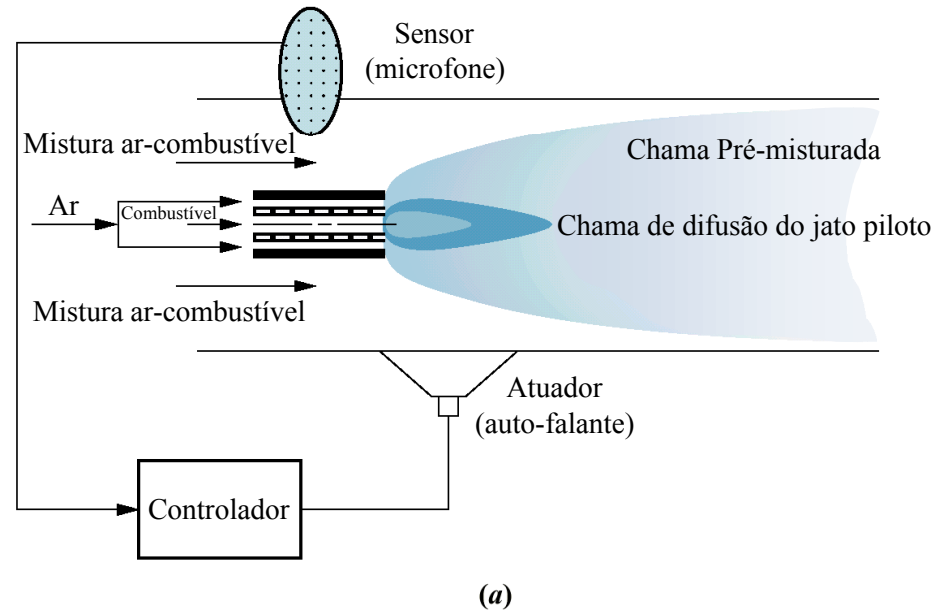 Sensor
(microfone)
Mistura ar-combustível
Chama Pré-misturada
Ar
Combustível
Chama de difusão do jato piloto
Mistura ar-combustível
Atuador
(auto-falante)
Controlador
(a)